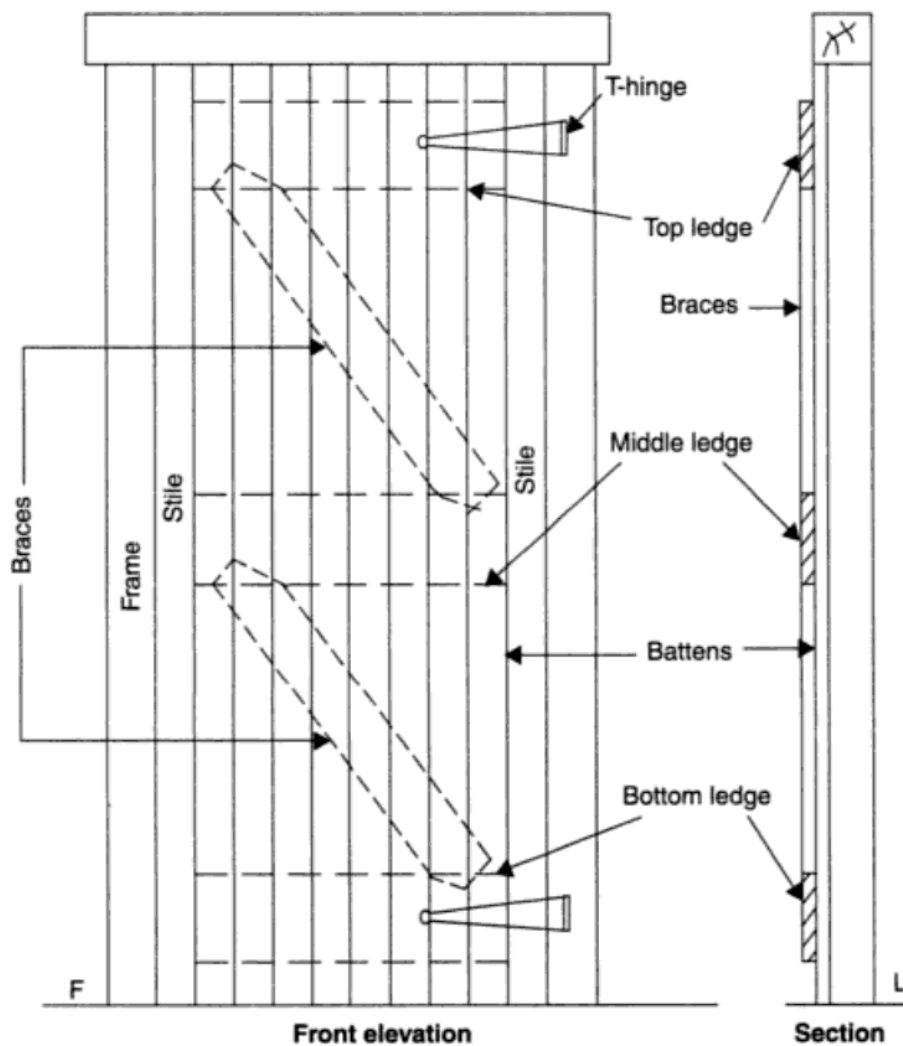 T-hinge
Top ledge
Braces
Middle ledge
Stile
Stile
Braces
Frame
Battens
Bottom ledge
F
L
Front elevation
Section